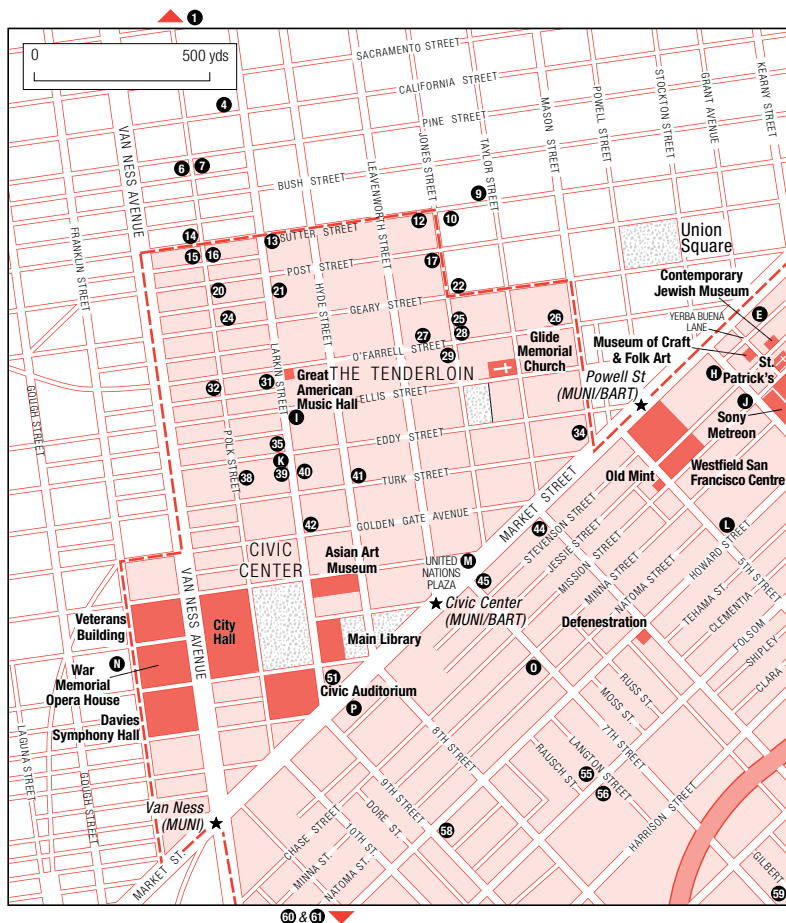 1
0
500 yds
SACRAMENTO STREET
CALIFORNIA STREET
PINE STREET
BUSH STREET
SUTTER STREET
POST STREET
GEARY STREET
O'FARRELL STREET
ELLIS STREET
EDDY STREET
TURK STREET
GOLDEN GATE AVENUE
VAN NESS AVENUE
FRANKLIN STREET
GOUGH STREET
POLK STREET
LARKIN STREET
HYDE STREET
LEAVENWORTH STREET
JONES STREET
TAYLOR STREET
MASON STREET
POWELL STREET
STOCKTON STREET
GRANT AVENUE
KEARNY STREET
4
6
7
9
10
12
13
14
15
16
17
20
21
22
24
25
26
27
28
29
31
32
34
35
38
39
40
41
42
44
45
51
55
56
58
59
E
H
I
J
K
L
M
N
O
P
Union
Square
Contemporary
Jewish Museum
YERBA BUENA
LANE
Museum of Craft
& Folk Art
St.
Patrick's
Sony
Metreon
Powell St
(MUNI/BART)
Glide
Memorial
Church
THE TENDERLOIN
Great
American
Music Hall
Old Mint
Westfield San
Francisco Centre
MARKET STREET
STEVENSON STREET
JESSIE STREET
MISSION STREET
MINNA STREET
NATOMA STREET
HOWARD STREET
5TH STREET
TEHAMA ST.
CLEMENTIA
FOLSOM
SHIPLEY
CLARA
CIVIC
CENTER
Asian Art
Museum
UNITED
NATIONS
PLAZA
Civic Center
(MUNI/BART)
Defenestration
Veterans
Building
City
Hall
Main Library
VAN NESS AVENUE
War
Memorial
Opera House
Civic Auditorium
Davies
Symphony Hall
RUSS ST.
MOSS ST.
7TH STREET
LANGTON STREET
RAUSCH ST.
8TH STREET
HARRISON STREET
9TH STREET
DORE ST.
CHASE STREET
10TH ST.
MINNA ST.
NATOMA ST.
GILBERT
LAGUNA STREET
GOUGH STREET
Van Ness
(MUNI)
MARKET ST.
60 & 61